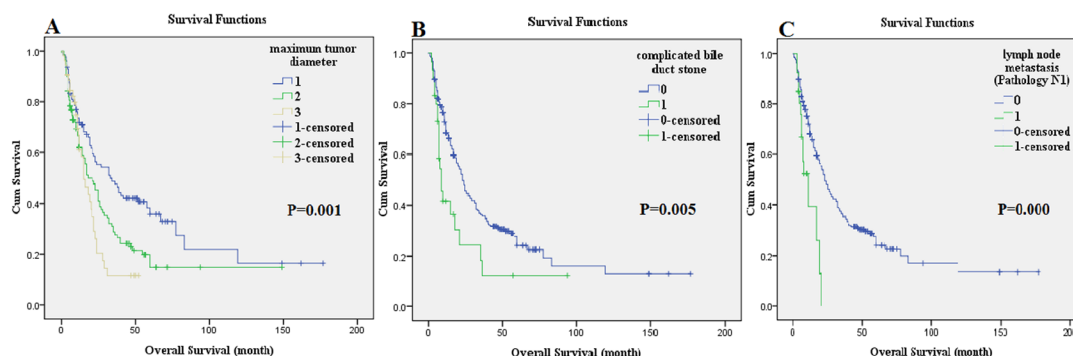 A
Survival Functions
maximum tumor
diameter
1
2
3
1-censored
2-censored
3-censored
P=0.001
Cum Survival
1.0
0.8
0.6
0.4
0.2
0.0
0
50
100
150
200
Overall Survival (month)
B
Survival Functions
complicated bile
duct stone
0
1
0-censored
1-censored
P=0.005
Cum Survival
1.0
0.8
0.6
0.4
0.2
0.0
0
50
100
150
200
Overall Survival (month)
C
Survival Functions
lymph node
metastasis
(Pathology N1)
0
1
0-censored
1-censored
P=0.000
Cum Survival
1.0
0.8
0.6
0.4
0.2
0.0
0
50
100
150
200
Overall Survival (month)